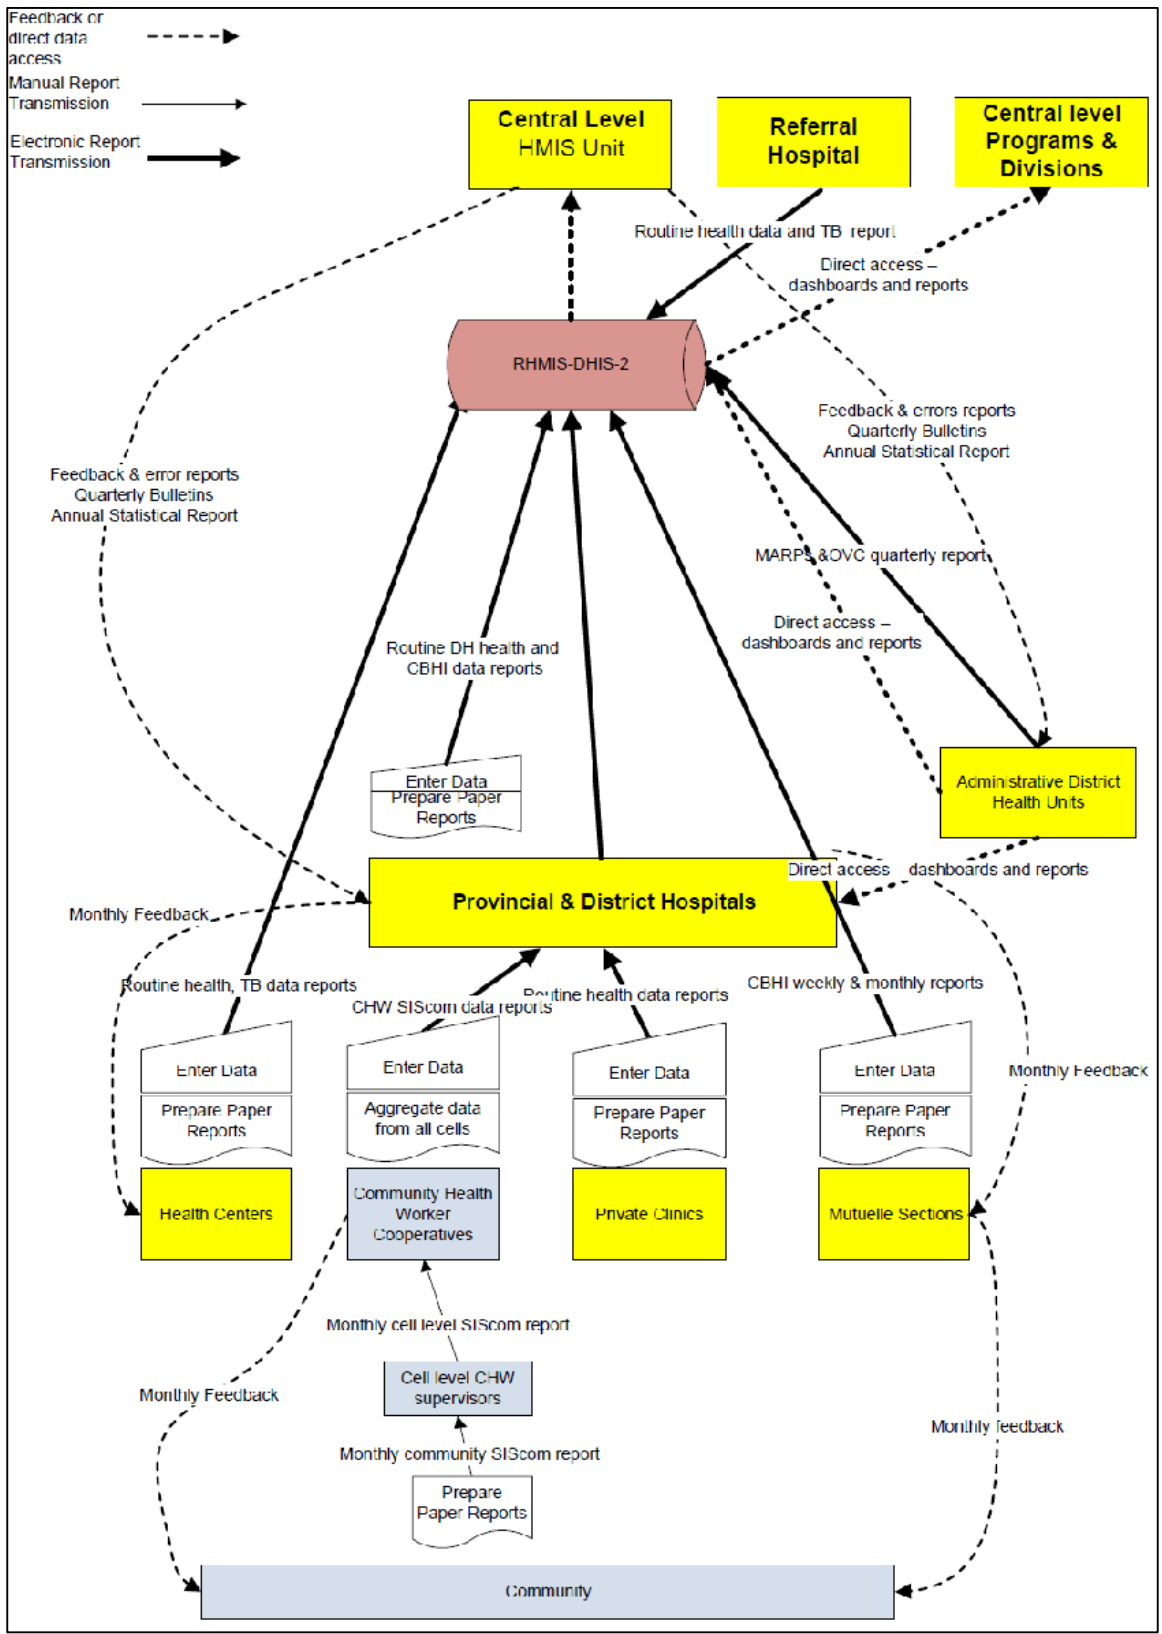 Feedback or
direct data
access
Manual Report
Transmission
Electronic Report
Transmission
Central Level
HMIS Unit
Referral
Hospital
Central level
Programs &
Divisions
Routine health data and TB report
Direct access –
dashboards and reports
RHMIS-DHIS-2
Feedback & errors reports
Quarterly Bulletins
Annual Statistical Report
Feedback & error reports
Quarterly Bulletins
Annual Statistical Report
MARPs &OVC quarterly report
Direct access –
dashboards and reports
Routine DH health and
CBHI data reports
Enter Data
Prepare Paper
Reports
Administrative District
Health Units
Direct access dashboards and reports
Provincial & District Hospitals
Monthly Feedback
Routine health, TB data reports
CHW SIScom data reports
Routine health data reports
CBHI weekly & monthly reports
Enter Data
Prepare Paper
Reports
Health Centers
Enter Data
Aggregate data
from all cells
Community Health
Worker
Cooperatives
Enter Data
Prepare Paper
Reports
Private Clinics
Enter Data
Prepare Paper
Reports
Mutuelle Sections
Monthly Feedback
Monthly cell level SIScom report
Cell level CHW
supervisors
Monthly Feedback
Monthly feedback
Monthly community SIScom report
Prepare
Paper Reports
Community